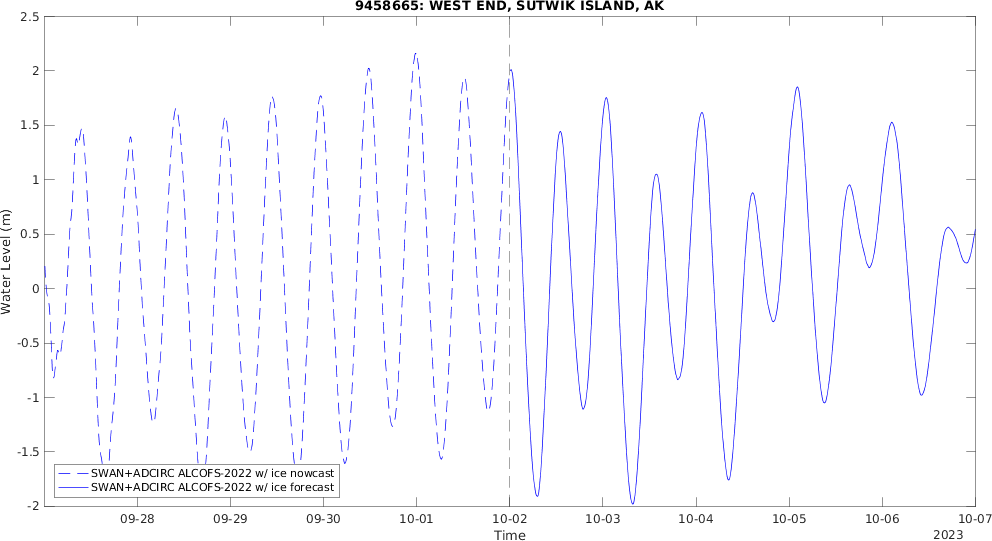 9458665: WEST END, SUTWIK ISLAND, AK
2.5
2
1.5
1
0.5
0
-0.5
-1
-1.5
-2
Water Level (m)
SWAN+ADCIRC ALCOFS-2022 w/ ice nowcast
SWAN+ADCIRC ALCOFS-2022 w/ ice forecast
09-28 09-29 09-30 10-01 10-02 10-03 10-04 10-05 10-06 10-07
Time
2023